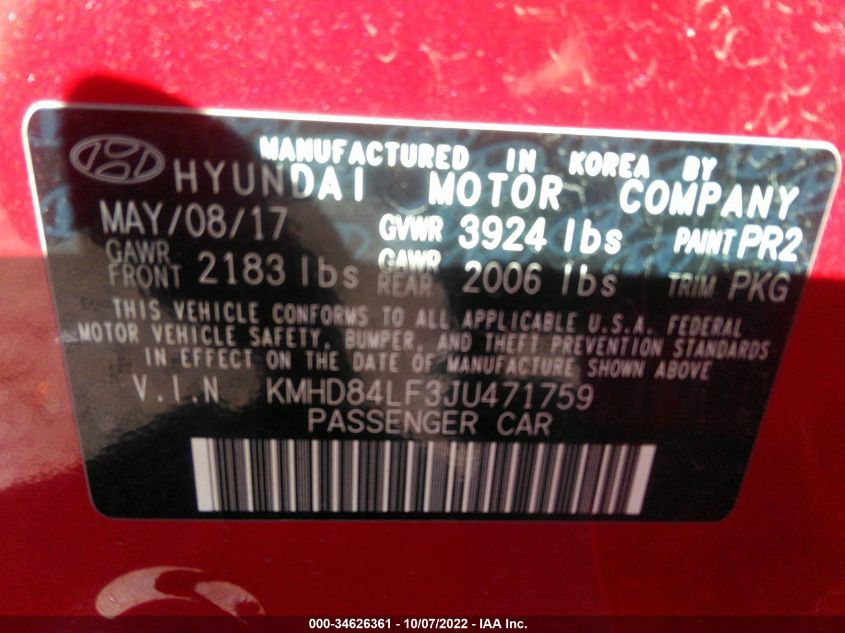 MANUFACTURED IN KOREA BY
HYUNDAI MOTOR COMPANY
MAY/08/17 GVWR 3924 lbs PAINT PR2
GAWR FRONT 2183 lbs GAWR REAR 2006 lbs TRIM PKG
THIS VEHICLE CONFORMS TO ALL APPLICABLE U.S.A. FEDERAL
MOTOR VEHICLE SAFETY, BUMPER, AND THEFT PREVENTION STANDARDS
IN EFFECT ON THE DATE OF MANUFACTURE SHOWN ABOVE
V.I.N KMHD84LF3JU471759
PASSENGER CAR
000-34626361 - 10/07/2022 - IAA Inc.